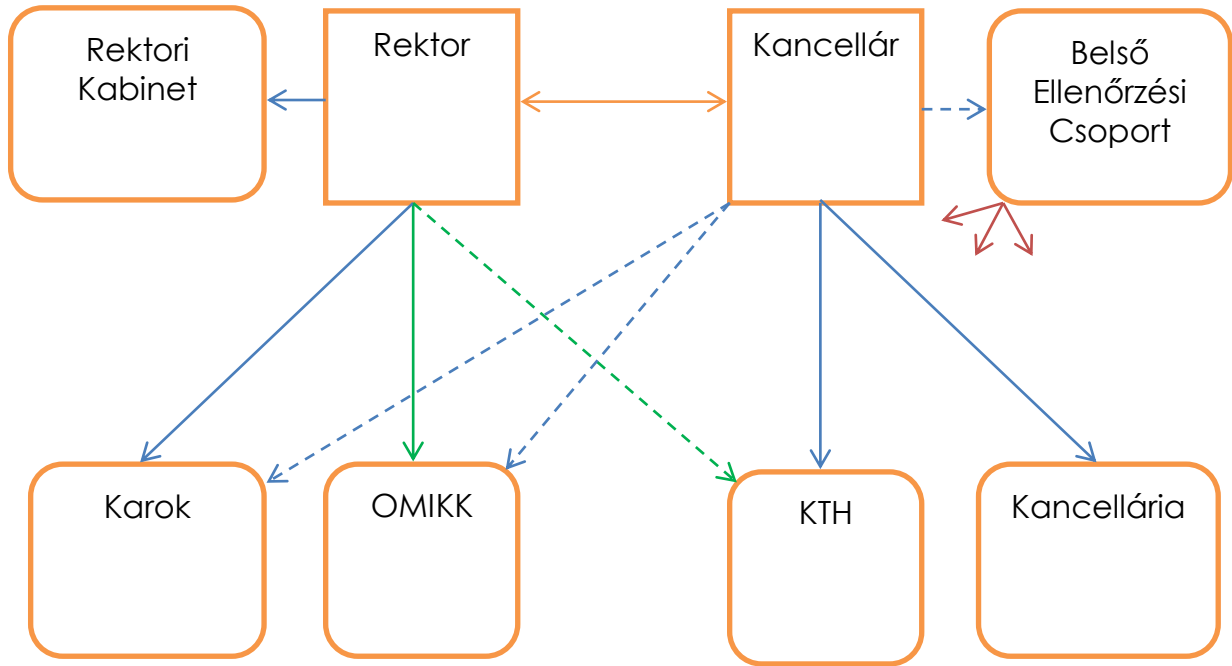 Rektori
Kabinet
Rektor
Kancellár
Belső
Ellenőrzési
Csoport
Karok
OMIKK
KTH
Kancellária